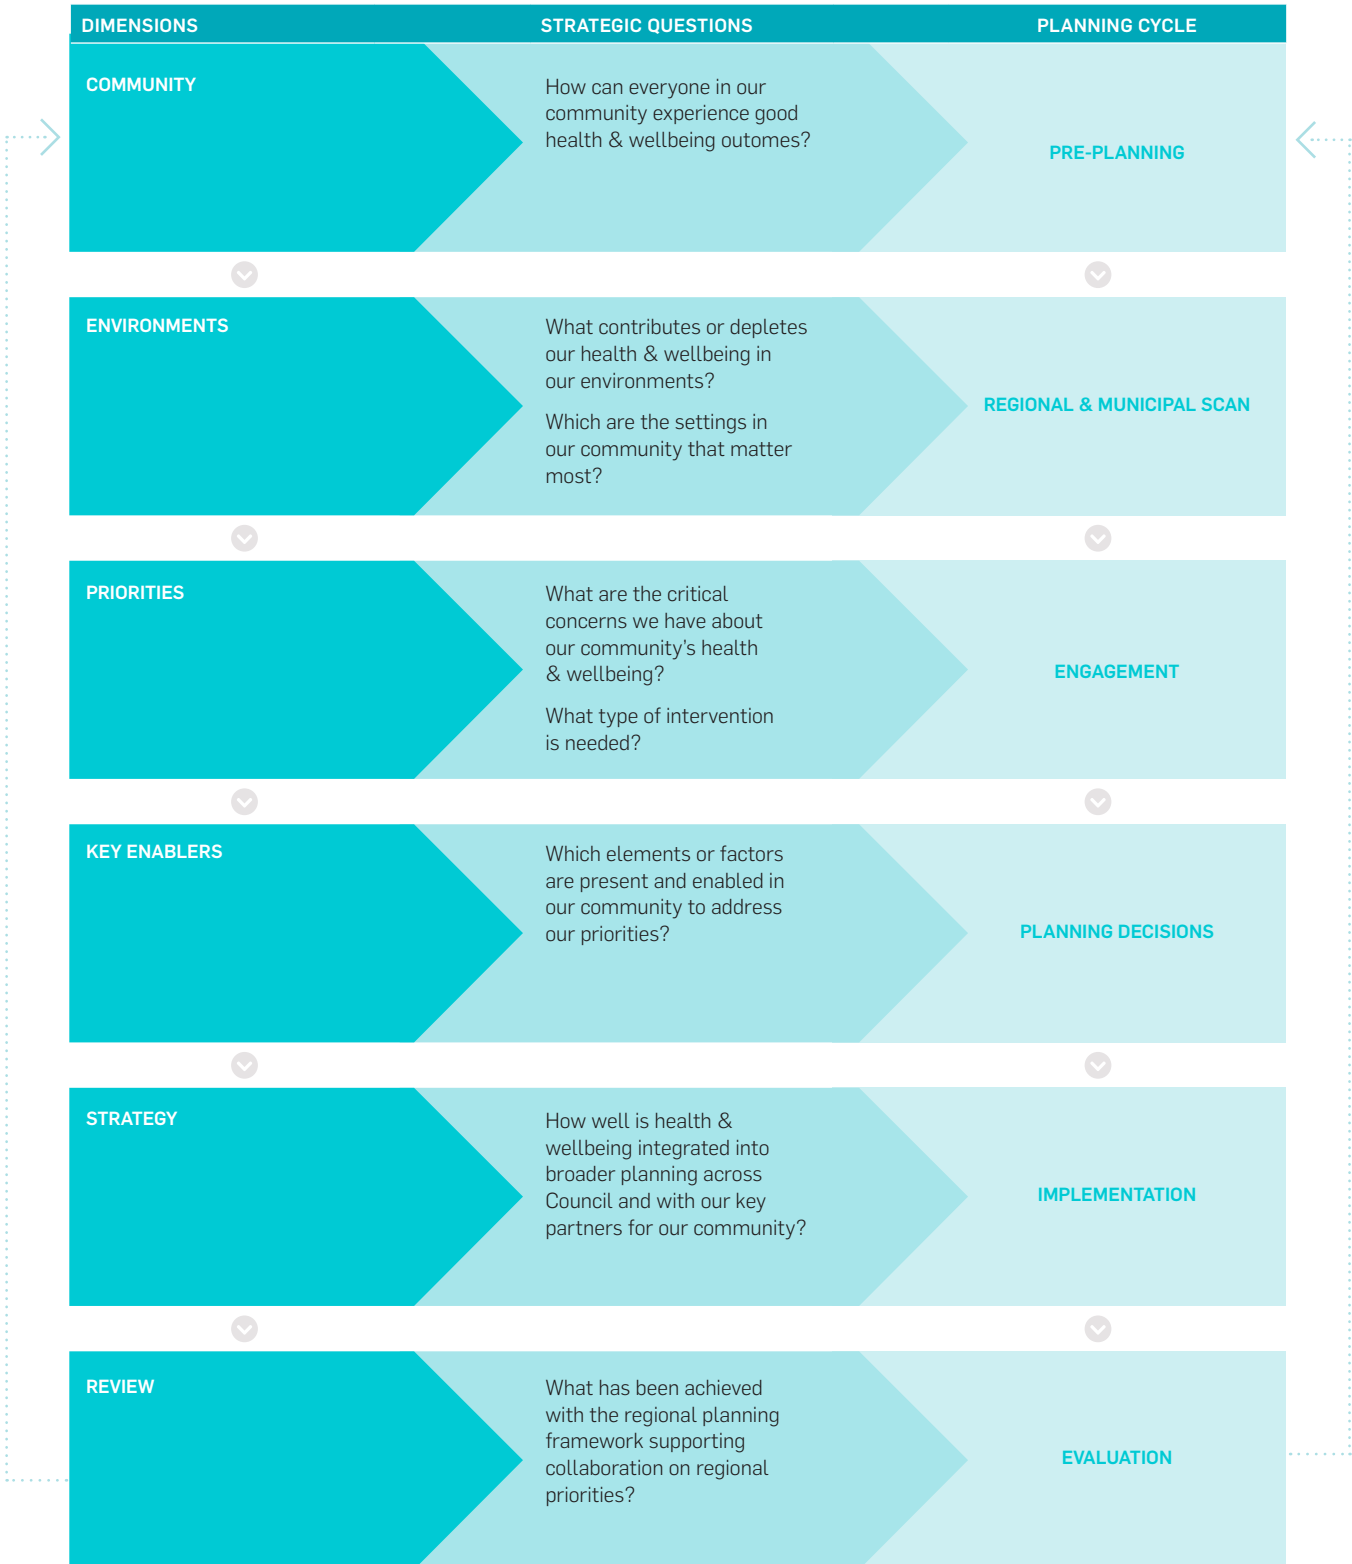 DIMENSIONS
STRATEGIC QUESTIONS
PLANNING CYCLE
COMMUNITY
How can everyone in our
community experience good
health & wellbeing outcomes?
PRE-PLANNING
ENVIRONMENTS
What contributes or depletes
our health & wellbeing in
our environments?
Which are the settings in
our community that matter
most?
REGIONAL & MUNICIPAL SCAN
PRIORITIES
What are the critical
concerns we have about
our community's health
& wellbeing?
What type of intervention
is needed?
ENGAGEMENT
KEY ENABLERS
Which elements or factors
are present and enabled in
our community to address
our priorities?
PLANNING DECISIONS
STRATEGY
How well is health &
wellbeing integrated into
broader planning across
Council and with our key
partners for our community?
IMPLEMENTATION
REVIEW
What has been achieved
with the regional planning
framework supporting
collaboration on regional
priorities?
EVALUATION